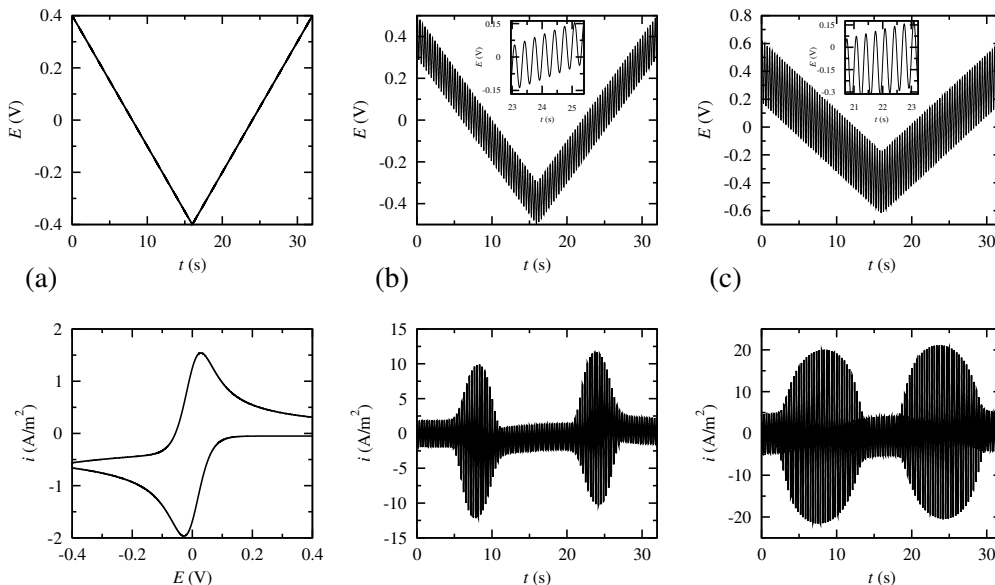 0.4
0.2
0
-0.2
-0.4
E (V)
0 10 20 30
t (s)
0.4
0.2
0
-0.2
-0.4
E (V)
0 10 20 30
t (s)
0.15
0
-0.15
E (V)
23 24 25
t (s)
0.8
0.6
0.4
0.2
0
-0.2
-0.4
-0.6
E (V)
0 10 20 30
t (s)
0.15
0
-0.15
-0.3
E (V)
21 22 23
t (s)
(a)
(b)
(c)
2
1
0
-1
-2
i (A/m²)
-0.4 -0.2 0 0.2 0.4
E (V)
15
10
5
0
-5
-10
-15
i (A/m²)
0 10 20 30
t (s)
20
10
0
-10
-20
i (A/m²)
0 10 20 30
t (s)